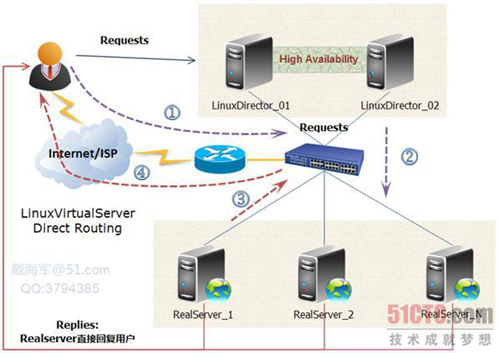 Requests
High Availability
LinuxDirector_01
LinuxDirector_02
①
Requests
②
Internet/ISP
④
③
LinuxVirtualServer
Direct Routing
戴海军@51.com
QQ:3794385
RealServer_1
RealServer_2
RealServer_N
Replies:
Realserver直接回复用户
51CTO.com
技术成就梦想